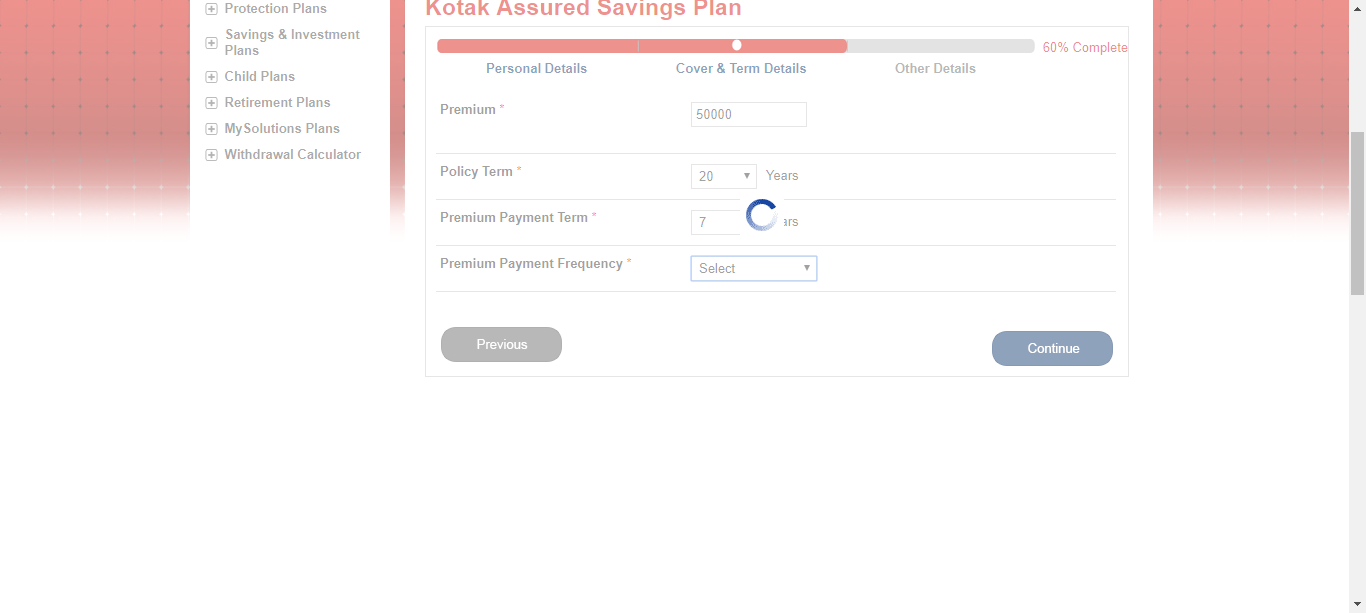 Protection Plans
Savings & Investment
Plans
Child Plans
Retirement Plans
MySolutions Plans
Withdrawal Calculator
Kotak Assured Savings Plan
60% Complete
Personal Details Cover & Term Details Other Details
Premium * 50000
Policy Term * 20 Years
Premium Payment Term * 7 ars
Premium Payment Frequency * Select
Previous Continue